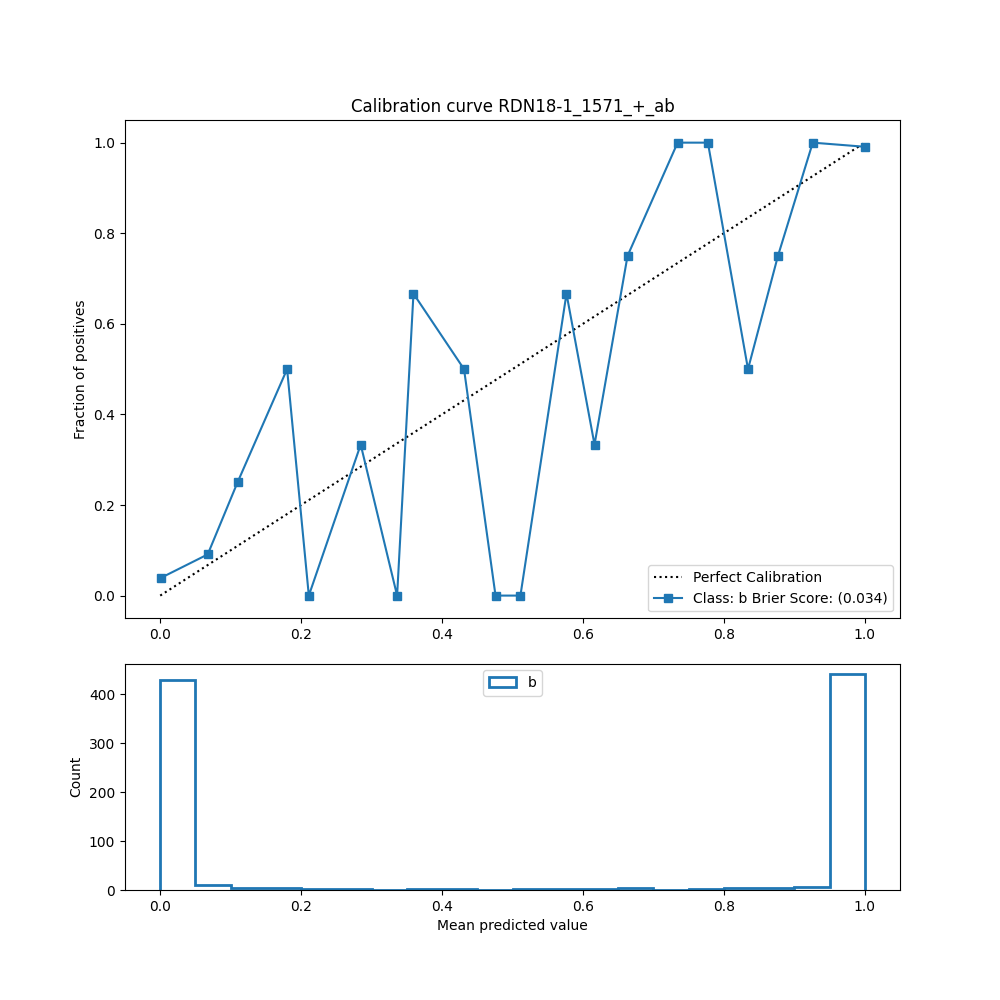 Calibration curve RDN18-1_1571_+_ab
1.0
0.8
0.6
0.4
0.2
0.0
Fraction of positives
0.0 0.2 0.4 0.6 0.8 1.0
Perfect Calibration
Class: b Brier Score: (0.034)
b
400
300
200
100
0
Count
0.0 0.2 0.4 0.6 0.8 1.0
Mean predicted value